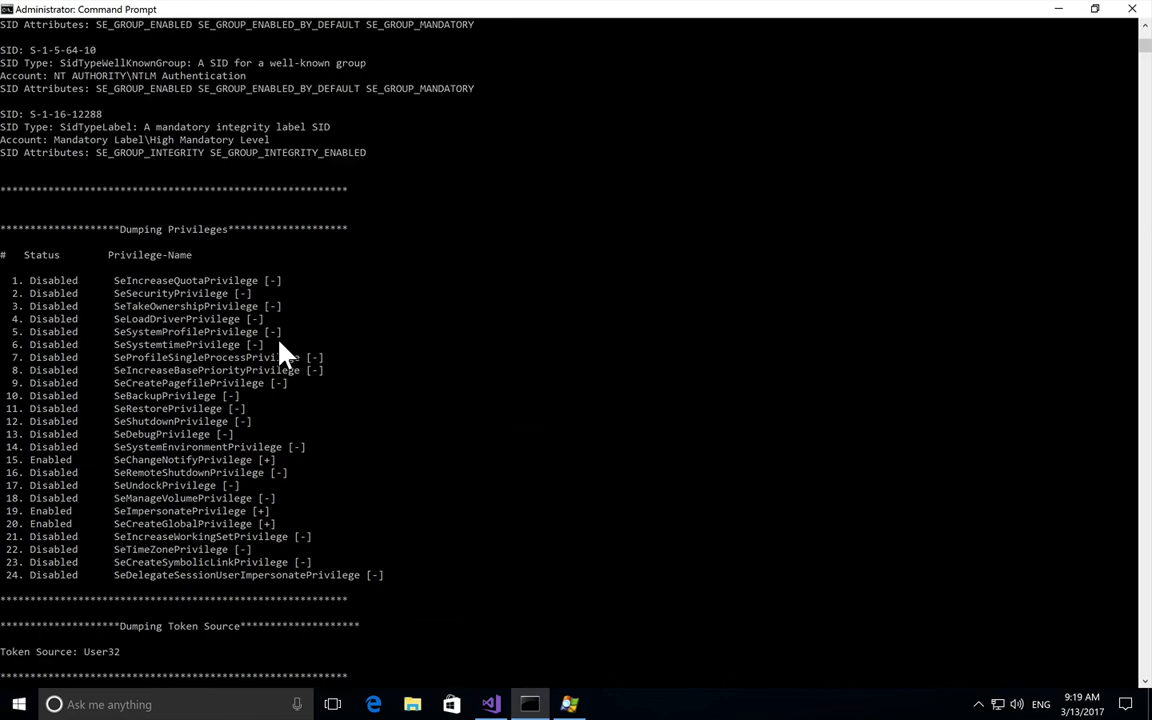 Administrator: Command Prompt
SID Attributes: SE_GROUP_ENABLED SE_GROUP_ENABLED_BY_DEFAULT SE_GROUP_MANDATORY
SID: S-1-5-64-10
SID Type: SidTypeWellKnownGroup: A SID for a well-known group
Account: NT AUTHORITY\NTLM Authentication
SID Attributes: SE_GROUP_ENABLED SE_GROUP_ENABLED_BY_DEFAULT SE_GROUP_MANDATORY
SID: S-1-16-12288
SID Type: SidTypeLabel: A mandatory integrity label SID
Account: Mandatory Label\High Mandatory Level
SID Attributes: SE_GROUP_INTEGRITY SE_GROUP_INTEGRITY_ENABLED
**********************************************************
********************Dumping Privileges********************
# Status Privilege-Name
1. Disabled SeIncreaseQuotaPrivilege [-]
2. Disabled SeSecurityPrivilege [-]
3. Disabled SeTakeOwnershipPrivilege [-]
4. Disabled SeLoadDriverPrivilege [-]
5. Disabled SeSystemProfilePrivilege [-]
6. Disabled SeSystemtimePrivilege [-]
7. Disabled SeProfileSingleProcessPrivilege [-]
8. Disabled SeIncreaseBasePriorityPrivilege [-]
9. Disabled SeCreatePagefilePrivilege [-]
10. Disabled SeBackupPrivilege [-]
11. Disabled SeRestorePrivilege [-]
12. Disabled SeShutdownPrivilege [-]
13. Disabled SeDebugPrivilege [-]
14. Disabled SeSystemEnvironmentPrivilege [-]
15. Enabled SeChangeNotifyPrivilege [+]
16. Disabled SeRemoteShutdownPrivilege [-]
17. Disabled SeUndockPrivilege [-]
18. Disabled SeManageVolumePrivilege [-]
19. Enabled SeImpersonatePrivilege [+]
20. Enabled SeCreateGlobalPrivilege [+]
21. Disabled SeIncreaseWorkingSetPrivilege [-]
22. Disabled SeTimeZonePrivilege [-]
23. Disabled SeCreateSymbolicLinkPrivilege [-]
24. Disabled SeDelegateSessionUserImpersonatePrivilege [-]
**********************************************************
********************Dumping Token Source********************
Token Source: User32
**********************************************************
Ask me anything
ENG
9:19 AM
3/13/2017